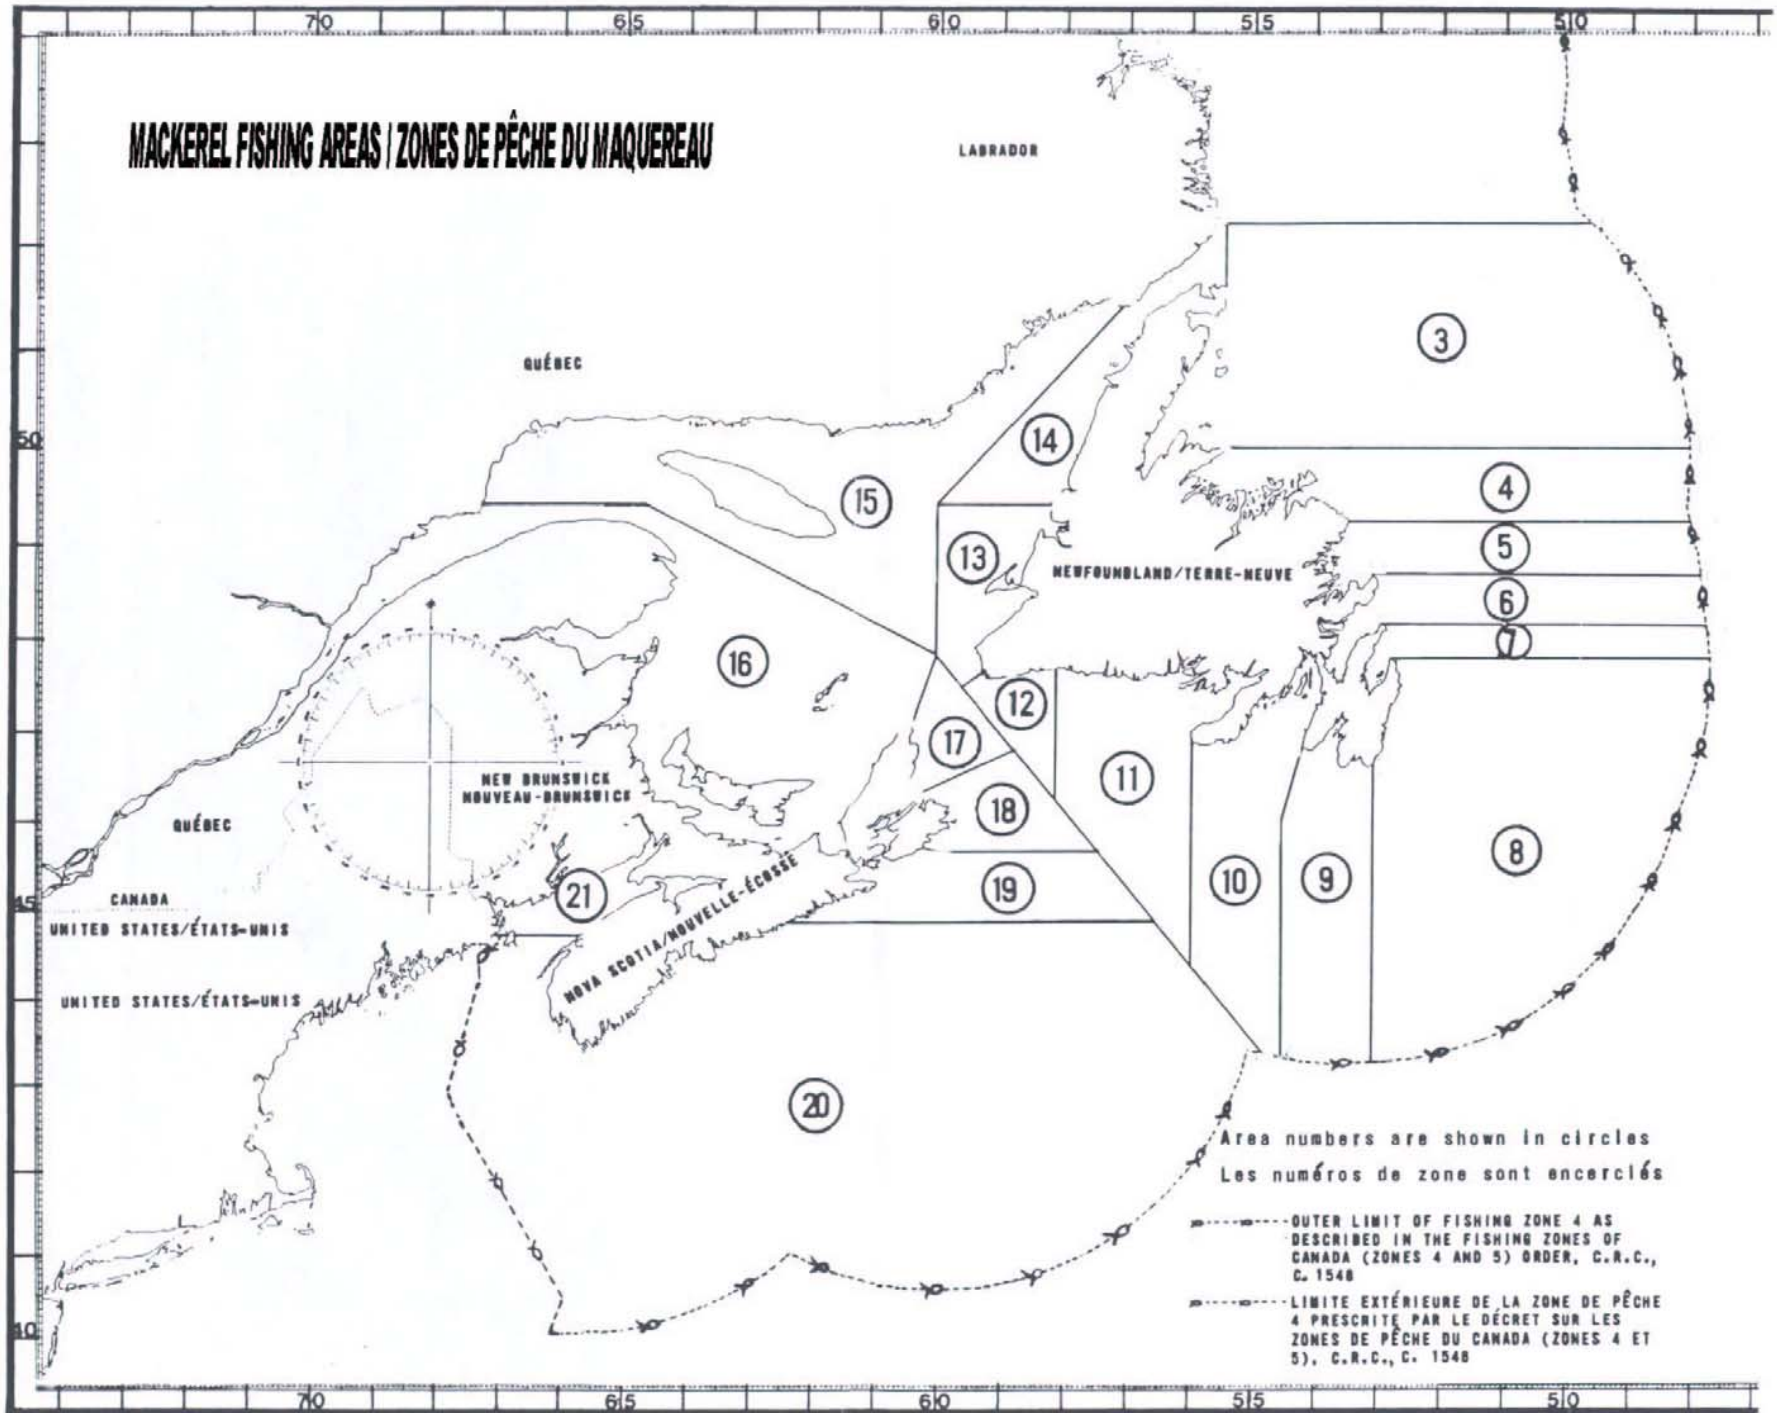 70 65 60 55 50
MACKEREL FISHING AREAS / ZONES DE PÊCHE DU MAQUEREAU
LABRADOR
3
QUÉBEC
50
14
4
15
5
13
NEWFOUNDLAND/TERRE-NEUVE
6
7
16
12
17
11
NEW BRUNSWICK
NOUVEAU-BRUNSWICK
18
QUÉBEC
8
10
9
19
21
CANADA
45
UNITED STATES/ÉTATS-UNIS
NOVA SCOTIA/NOUVELLE-ÉCOSSE
UNITED STATES/ÉTATS-UNIS
20
Area numbers are shown in circles
Les numéros de zone sont encerclés
OUTER LIMIT OF FISHING ZONE 4 AS
DESCRIBED IN THE FISHING ZONES OF
CANADA (ZONES 4 AND 5) ORDER, C.R.C.,
C. 1548
LIMITE EXTÉRIEURE DE LA ZONE DE PÊCHE
4 PRESCRITE PAR LE DÉCRET SUR LES
ZONES DE PÊCHE DU CANADA (ZONES 4 ET
5), C.R.C., C. 1548
40
70 65 60 55 50